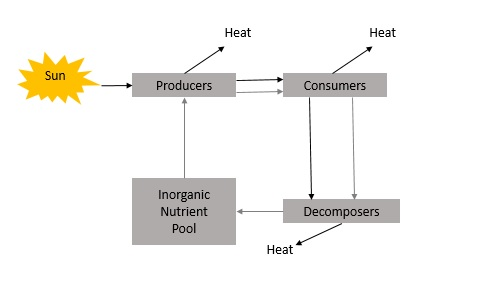 Heat
Heat
Sun
Producers
Consumers
Inorganic
Nutrient
Pool
Decomposers
Heat